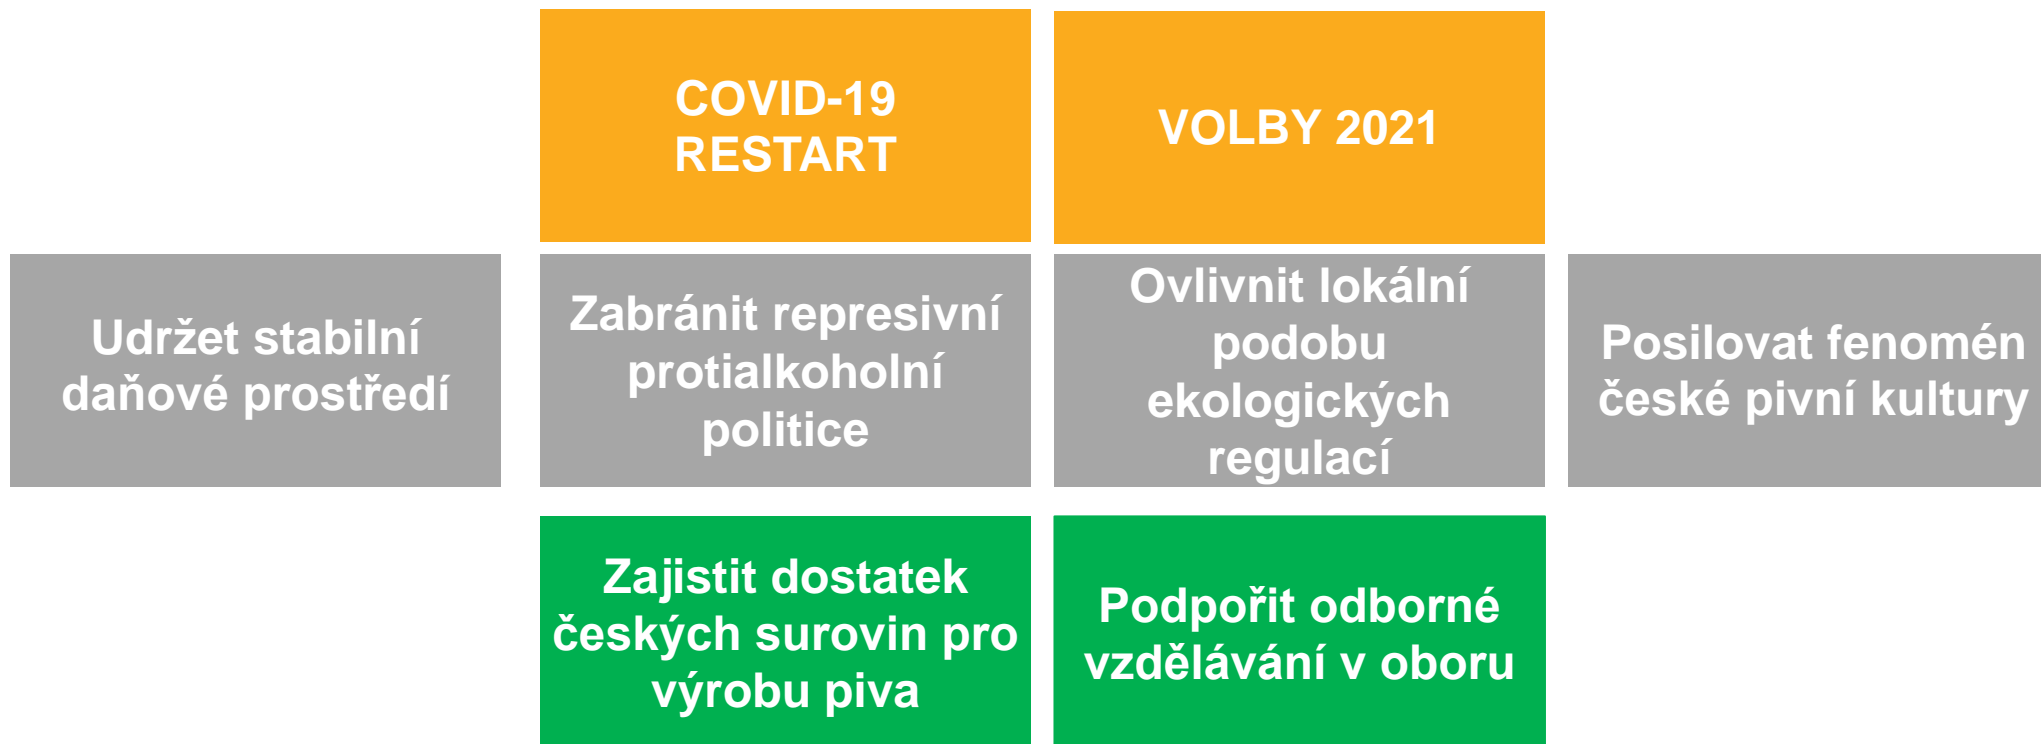 COVID-19
RESTART
VOLBY 2021
Udržet stabilní
daňové prostředí
Zabránit represivní
protialkoholní
politice
Ovlivnit lokální
podobu
ekologických
regulací
Posilovat fenomén
české pivní kultury
Zajistit dostatek
českých surovin pro
výrobu piva
Podpořit odborné
vzdělávání v oboru